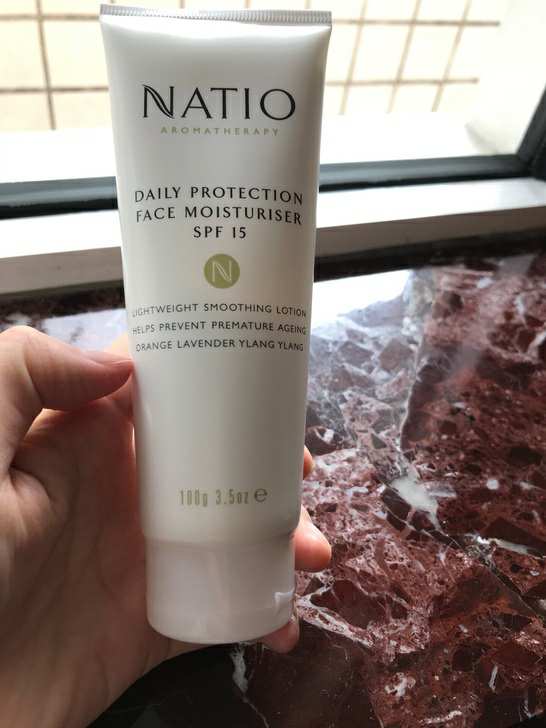 NATIO
AROMATHERAPY
DAILY PROTECTION
FACE MOISTURISER
SPF 15
N
LIGHTWEIGHT SMOOTHING LOTION
HELPS PREVENT PREMATURE AGEING
ORANGE LAVENDER YLANG YLANG
100g 3.5oz ℮